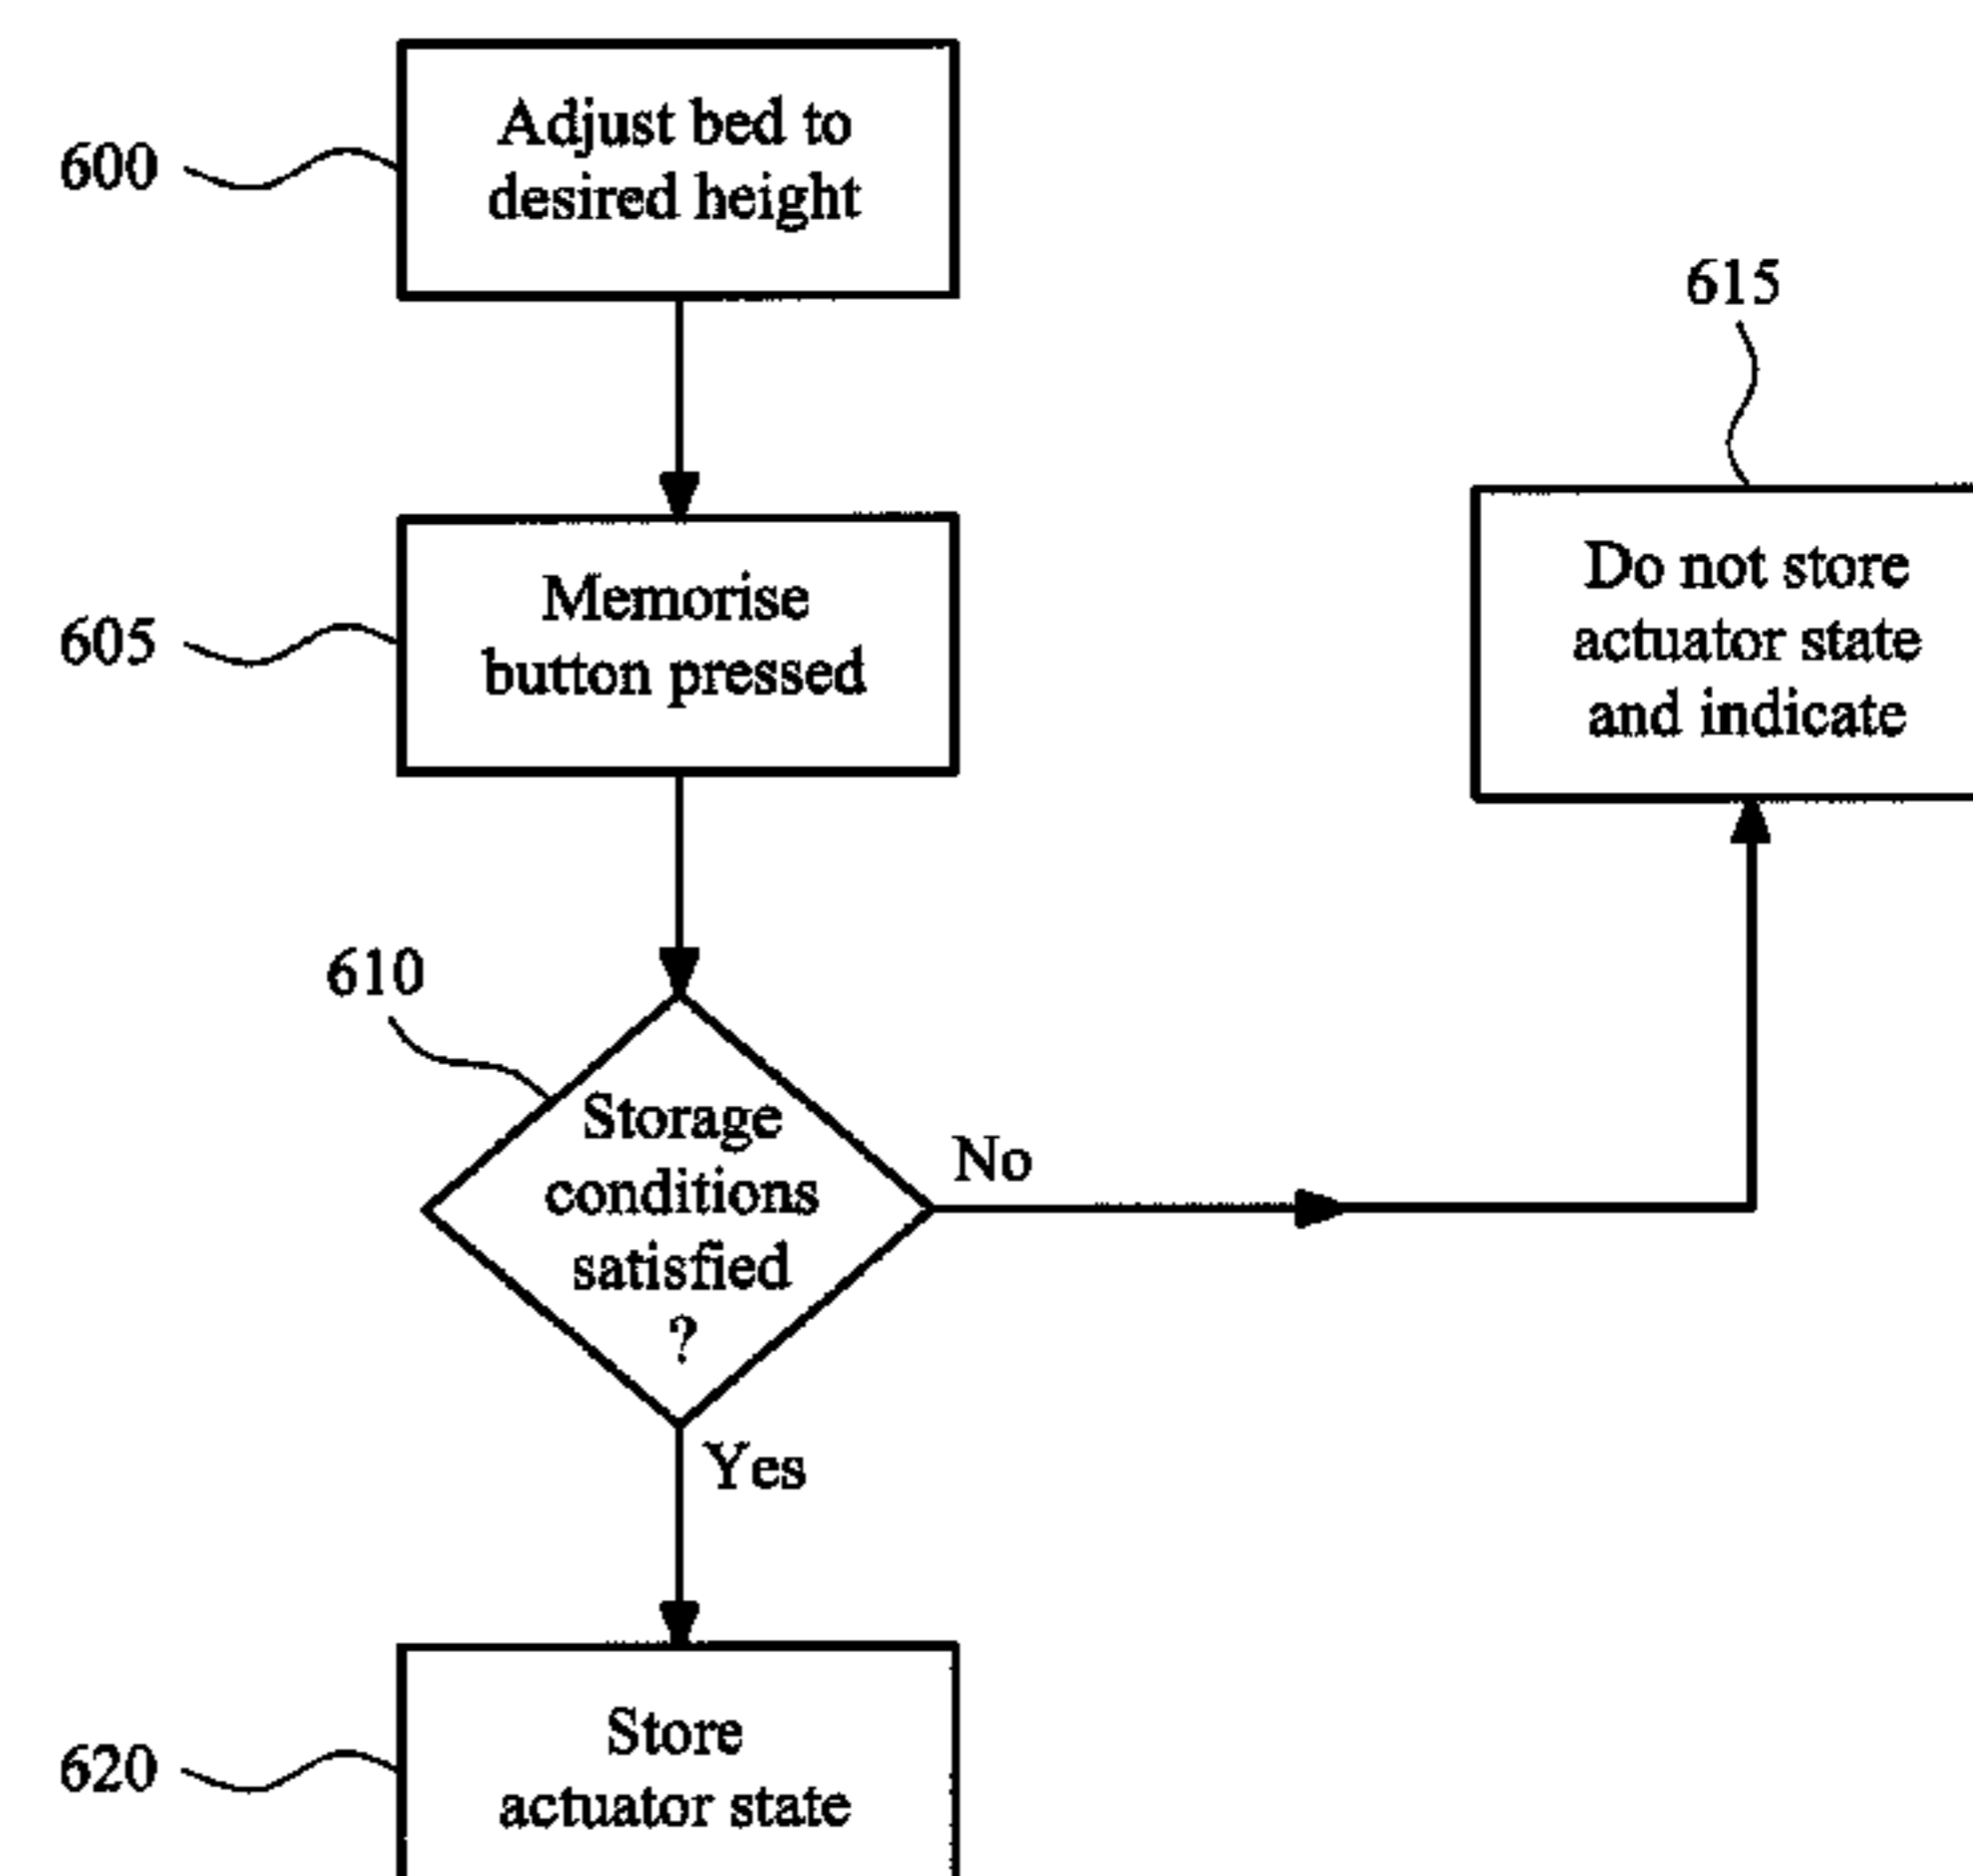 600
Adjust bed to
desired height
605
Memorise
button pressed
610
Storage
conditions
satisfied
?
No
615
Do not store
actuator state
and indicate
Yes
620
Store
actuator state